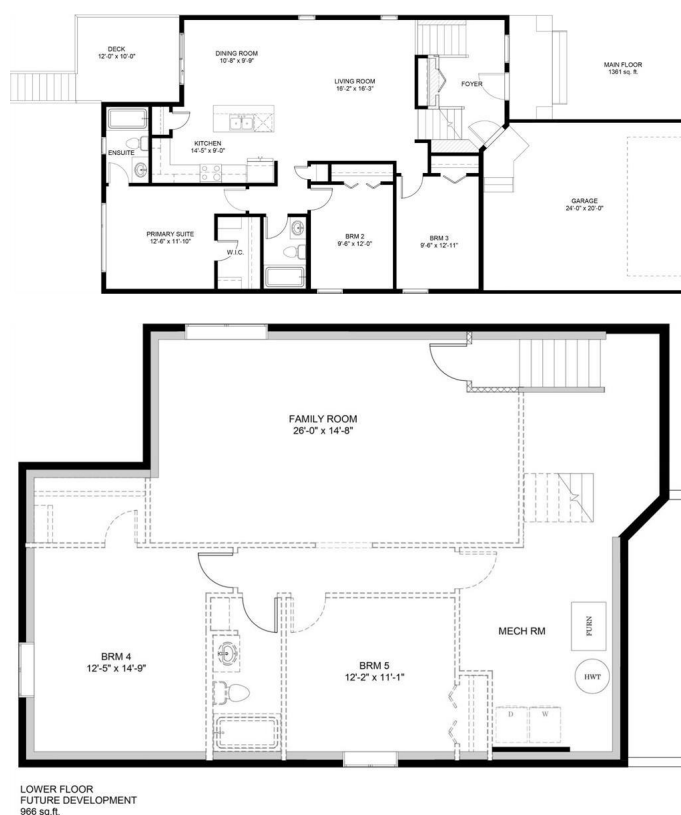 DECK
12'-0" x 10'-0"
DINING ROOM
10'-8" x 9'-9"
LIVING ROOM
16'-2" x 16'-3"
FOYER
MAIN FLOOR
1361 sq. ft.
KITCHEN
14'-5" x 9'-0"
ENSUITE
PRIMARY SUITE
12'-6" x 11'-10"
W.I.C.
BRM 2
9'-6" x 12'-0"
BRM 3
9'-6" x 12'-11"
GARAGE
24'-0" x 20'-0"
FAMILY ROOM
26'-0" x 14'-8"
BRM 4
12'-5" x 14'-9"
BRM 5
12'-2" x 11'-1"
MECH RM
FURN
HWT
D W
LOWER FLOOR
FUTURE DEVELOPMENT
966 sq.ft.